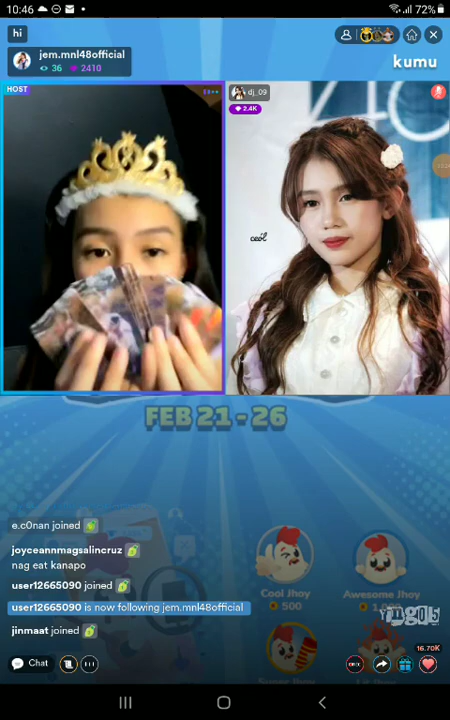 10:46
72%
hi
jem.mnl48official
36
2410
kumu
HOST
dj_09
2.4K
ceól
FEB 21 - 26
e.c0nan joined
joyceannmagsalincruz
nag eat kanapo
user12665090 joined
user12665090 is now following jem.mnl48official
jinmaat joined
Cool Jhoy
500
Awesome Jhoy
16.70K
Chat